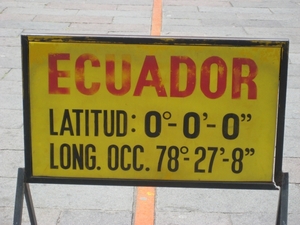 ECUADOR
LATITUD: 0°-0'-0"
LONG. OCC. 78°-27'-8"